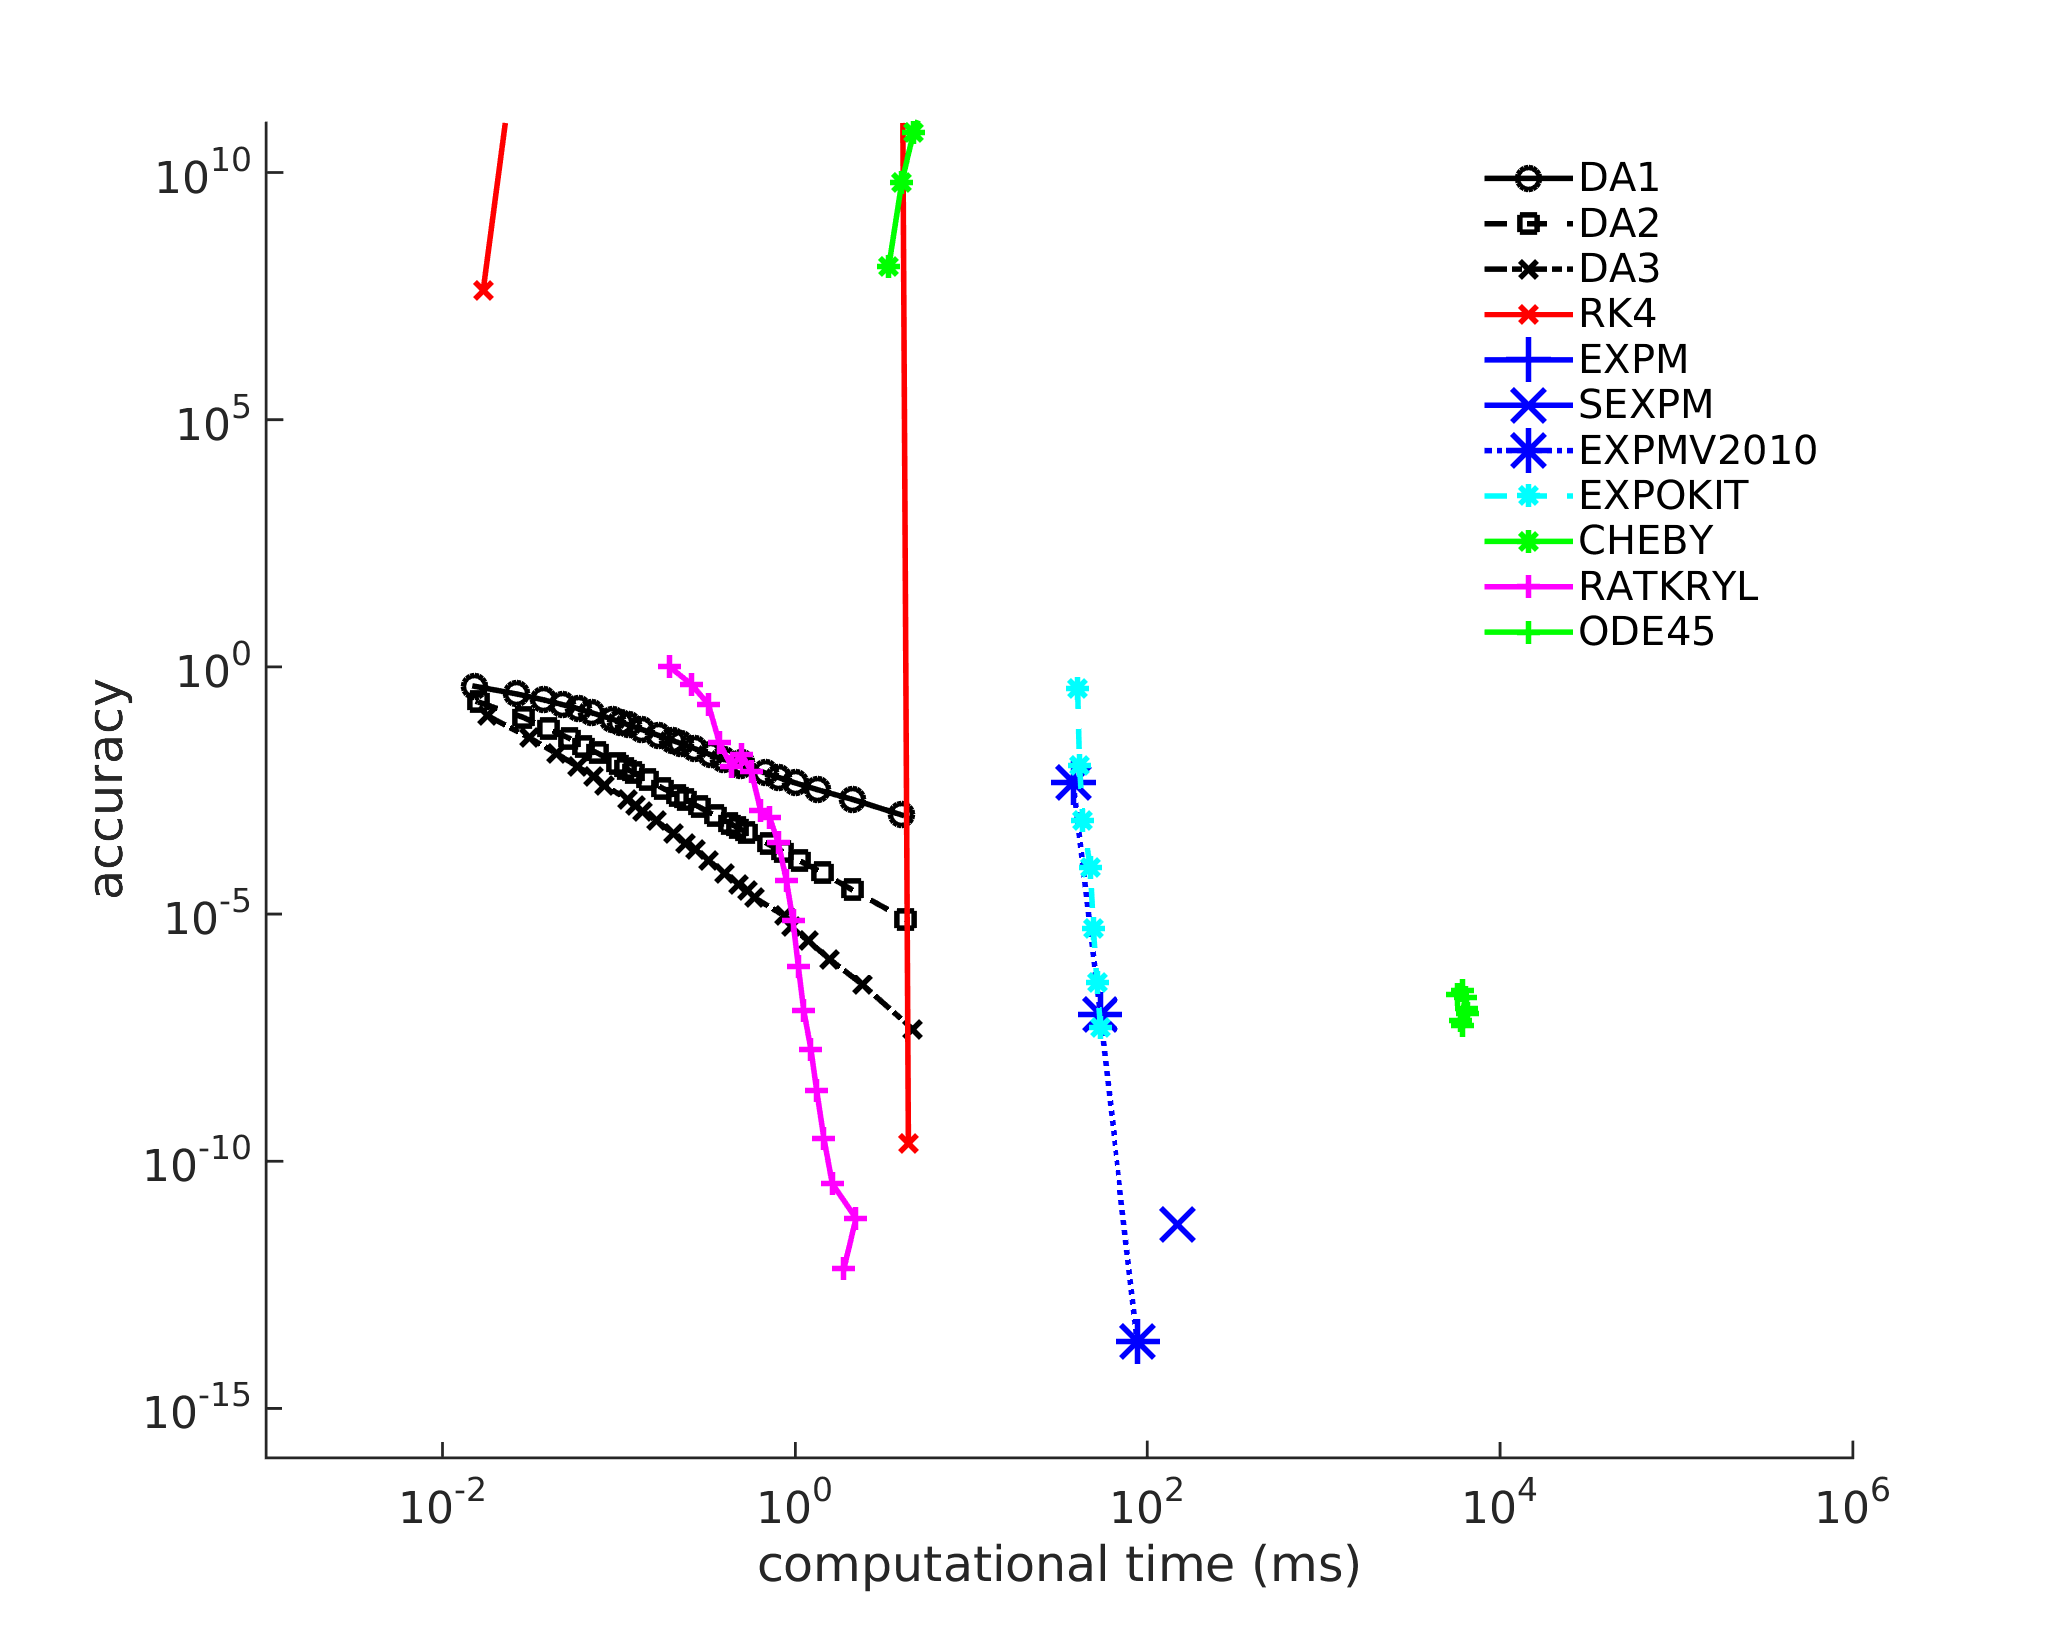 10^10
10^5
10^0
10^-5
10^-10
10^-15
accuracy
10^-2
10^0
10^2
10^4
10^6
computational time (ms)
DA1
DA2
DA3
RK4
EXPM
SEXPM
EXPMV2010
EXPOKIT
CHEBY
RATKRYL
ODE45